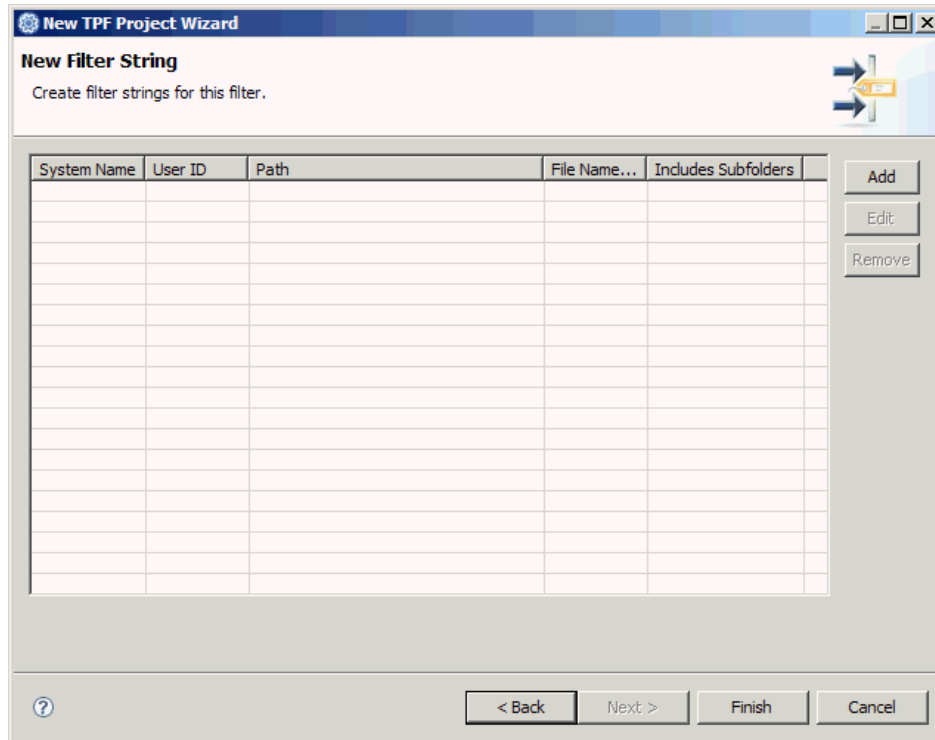 New TPF Project Wizard
New Filter String
Create filter strings for this filter.
System Name User ID Path File Name... Includes Subfolders
Add
Edit
Remove
?
< Back Next > Finish Cancel